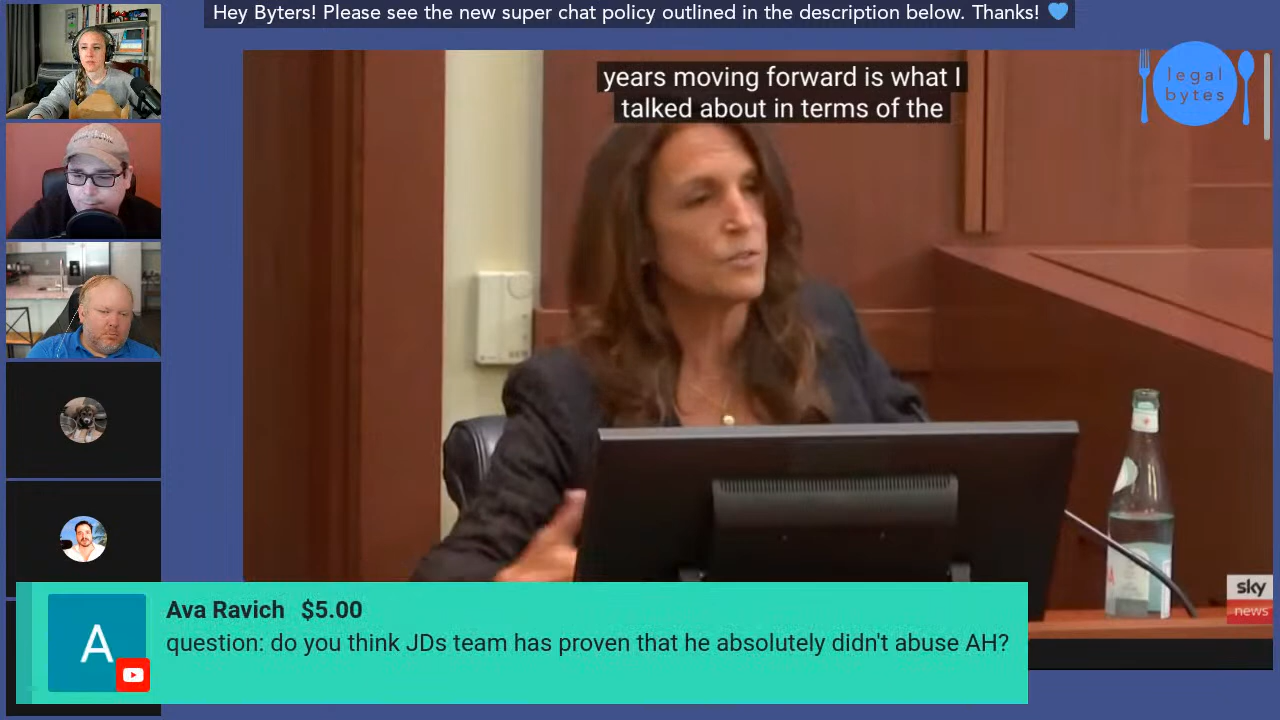 Hey Byters! Please see the new super chat policy outlined in the description below. Thanks! 💙
years moving forward is what I
talked about in terms of the
legal
bytes
sky
news
Ava Ravich $5.00
question: do you think JDs team has proven that he absolutely didn't abuse AH?
A